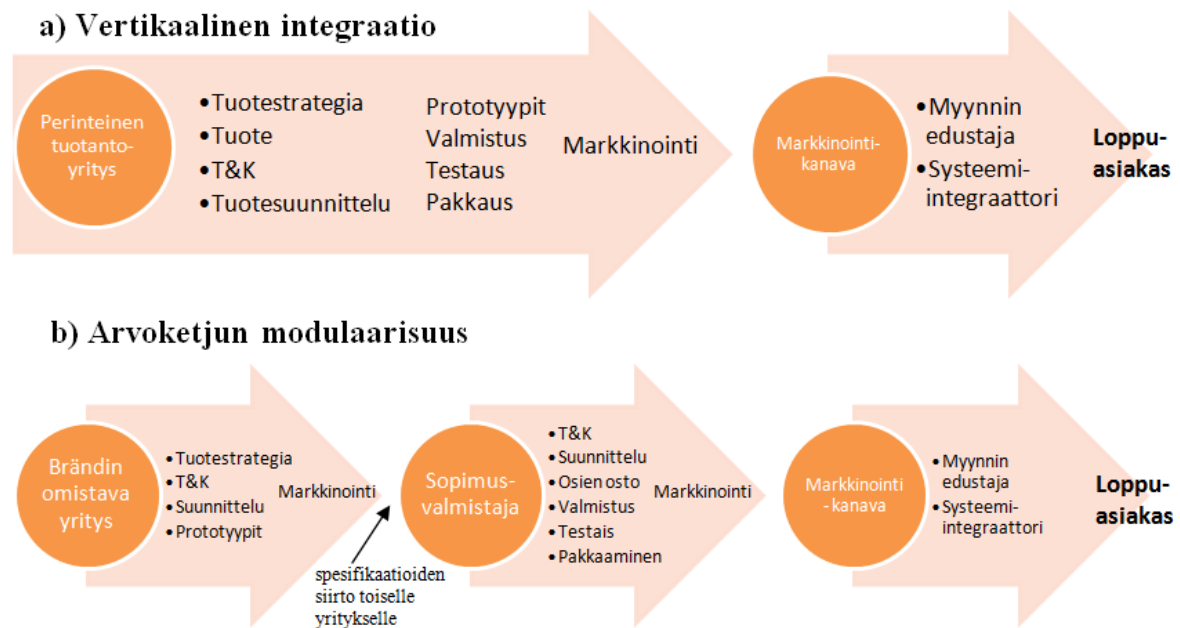 a) Vertikaalinen integraatio
Perinteinen
tuotanto-
yritys
•Tuotestrategia
•Tuote
•T&K
•Tuotesuunnittelu
Prototyypit
Valmistus
Testaus
Pakkaus
Markkinointi
Markkinointi-
kanava
•Myynnin
edustaja
•Systeemi-
integraattori
Loppu-
asiakas
b) Arvoketjun modulaarisuus
Brändin
omistava
yritys
•Tuotestrategia
•T&K
•Suunnittelu
•Prototyypit
Markkinointi
spesifikaatioiden
siirto toiselle
yritykselle
Sopimus-
valmistaja
•T&K
•Suunnittelu
•Osien osto
•Valmistus
•Testais
•Pakkaaminen
Markkinointi
Markkinointi
-kanava
•Myynnin
edustaja
•Systeemi-
integraattori
Loppu-
asiakas